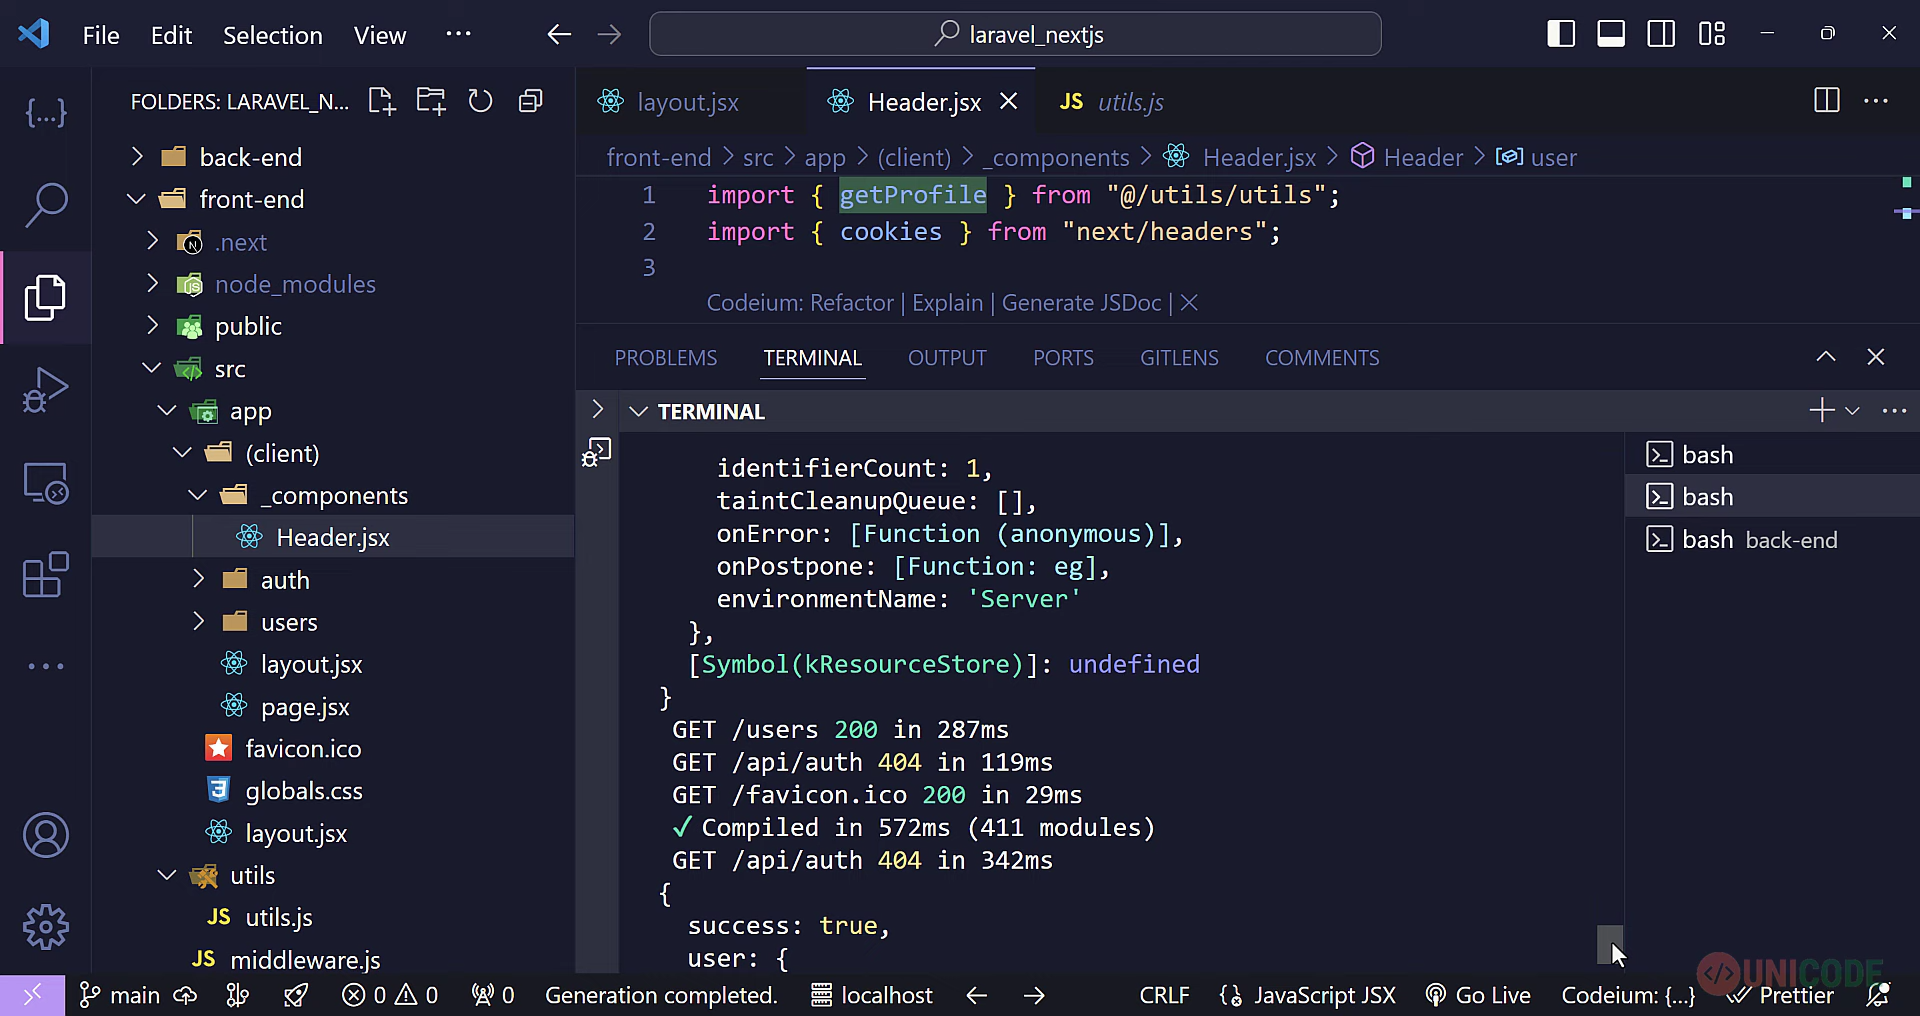 File Edit Selection View ···
laravel_nextjs
FOLDERS: LARAVEL_N...
back-end
front-end
.next
node_modules
public
src
app
(client)
_components
Header.jsx
auth
users
layout.jsx
page.jsx
favicon.ico
globals.css
layout.jsx
utils
JS utils.js
JS middleware.js
layout.jsx Header.jsx JS utils.js
front-end > src > app > (client) > _components > Header.jsx > Header > user
1 import { getProfile } from "@/utils/utils";
2 import { cookies } from "next/headers";
3
Codeium: Refactor | Explain | Generate JSDoc | X
PROBLEMS TERMINAL OUTPUT PORTS GITLENS COMMENTS
TERMINAL
identifierCount: 1,
taintCleanupQueue: [],
onError: [Function (anonymous)],
onPostpone: [Function: eg],
environmentName: 'Server'
},
[Symbol(kResourceStore)]: undefined
}
GET /users 200 in 287ms
GET /api/auth 404 in 119ms
GET /favicon.ico 200 in 29ms
✓ Compiled in 572ms (411 modules)
GET /api/auth 404 in 342ms
{
success: true,
user: {
bash
bash
bash back-end
UNICODE
main 0 0 0 Generation completed. localhost CRLF JavaScript JSX Go Live Codeium: {...} Prettier